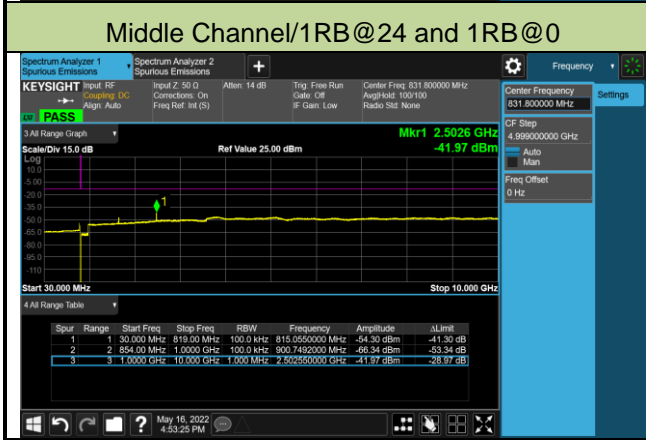 Middle Channel/1RB@24 and 1RB@0
Spectrum Analyzer 1
Spurious Emissions
Spectrum Analyzer 2
Spurious Emissions
Frequency
KEYSIGHT
Input: RF
Coupling: DC
Align: Auto
Input Z: 50 Ω
Corrections: On
Freq Ref: Int (S)
Atten: 14 dB
Trig: Free Run
Gate: Off
IF Gain: Low
Center Freq: 831.800000 MHz
Avg|Hold: 100/100
Radio Std: None
PASS
Center Frequency
831.800000 MHz
Settings
CF Step
4.999000000 GHz
Auto
Man
Freq Offset
0 Hz
3 All Range Graph
Mkr1 2.5026 GHz
Scale/Div 15.0 dB
Ref Value 25.00 dBm
-41.97 dBm
Log
10.0
-5.00
-20.0
-35.0
-50.0
-65.0
-80.0
-95.0
-110
1
Start 30.000 MHz
Stop 10.000 GHz
4 All Range Table
Spur Range Start Freq Stop Freq RBW Frequency Amplitude ΔLimit
1 1 30.000 MHz 819.00 MHz 100.0 kHz 815.0550000 MHz -54.30 dBm -41.30 dB
2 2 854.00 MHz 1.0000 GHz 100.0 kHz 900.7492000 MHz -66.34 dBm -53.34 dB
3 3 1.0000 GHz 10.000 GHz 1.000 MHz 2.502550000 GHz -41.97 dBm -28.97 dB
May 16, 2022
4:53:25 PM